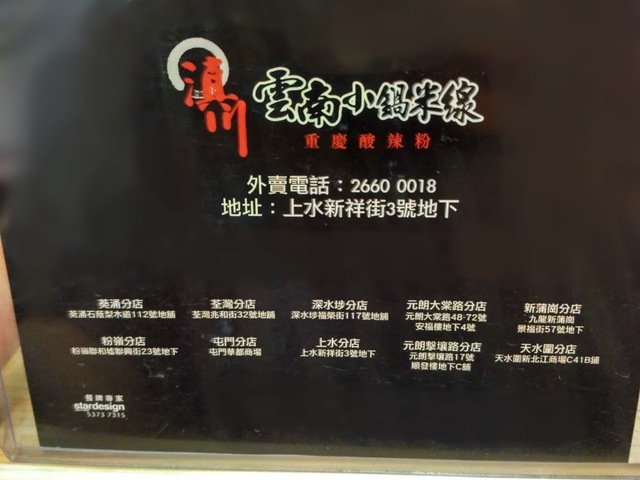 滇川
雲南小鍋米線
重慶酸辣粉
外賣電話：2660 0018
地址：上水新祥街3號地下
葵涌分店
葵涌石蔭梨木道112號地舖
荃灣分店
荃灣兆和街32號地舖
深水埗分店
深水埗福榮街117號地舖
元朗大棠路分店
元朗大棠路48-72號
安福樓地下4號
新蒲崗分店
九龍新蒲崗
景福街57號地下
粉嶺分店
粉嶺聯和墟聯興街23號地下
屯門分店
屯門華都商場
上水分店
上水新祥街3號地下
元朗擊壤路分店
元朗擊壤路17號
順發樓地下C舖
天水圍分店
天水圍新北江商場C41B舖
餐牌專家
stardesign
5373 7315